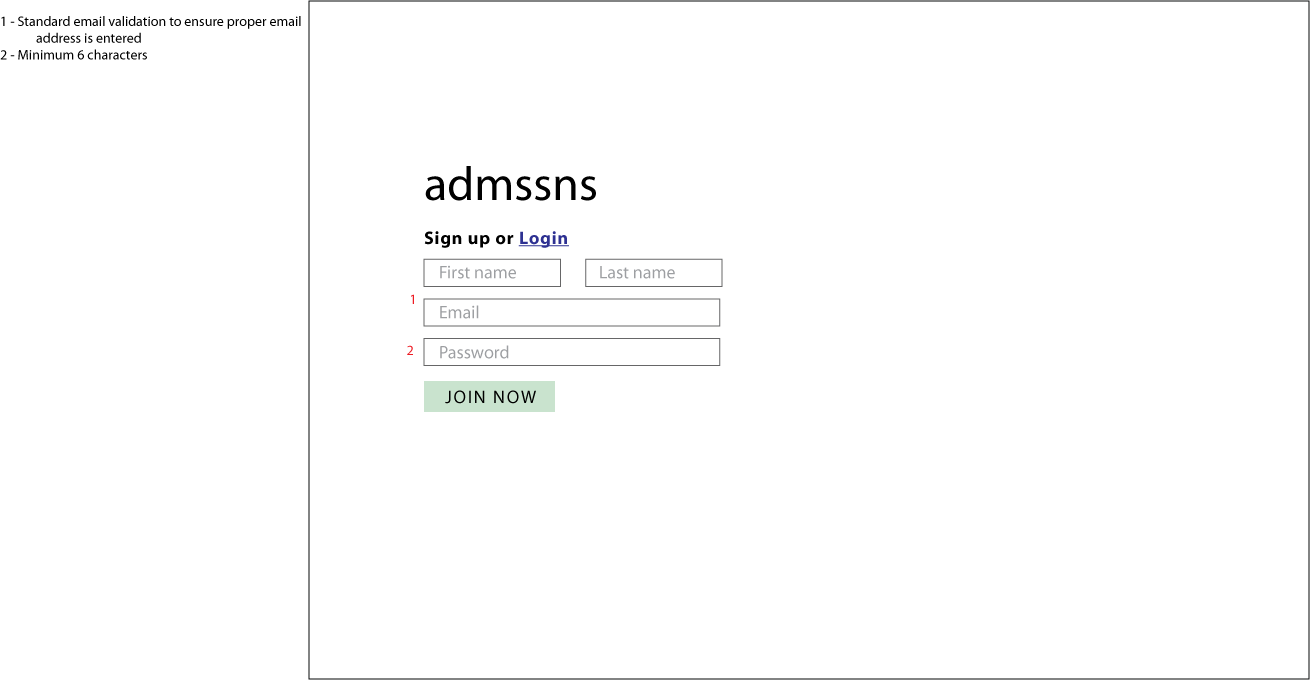 1 - Standard email validation to ensure proper email
address is entered
2 - Minimum 6 characters
admssns
Sign up or Login
First name
Last name
1
Email
2
Password
JOIN NOW